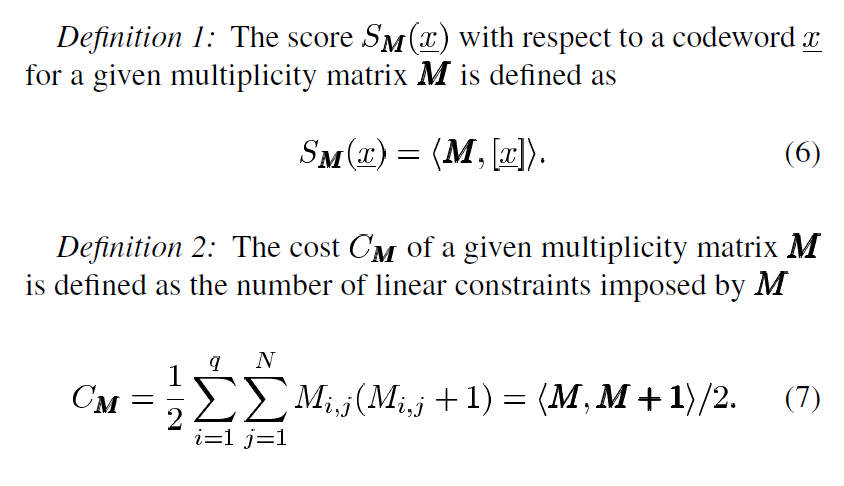 Definition 1: The score $S_{\boldsymbol{M}}(\underline{x})$ with respect to a codeword $\underline{x}$
for a given multiplicity matrix $\boldsymbol{M}$ is defined as
$S_{\boldsymbol{M}}(\underline{x}) = \langle \boldsymbol{M}, [\underline{x}] \rangle.$ (6)
Definition 2: The cost $C_{\boldsymbol{M}}$ of a given multiplicity matrix $\boldsymbol{M}$
is defined as the number of linear constraints imposed by $\boldsymbol{M}$
$C_{\boldsymbol{M}} = \frac{1}{2} \sum_{i=1}^{q} \sum_{j=1}^{N} M_{i,j}(M_{i,j} + 1) = \langle \boldsymbol{M}, \boldsymbol{M} + \boldsymbol{1} \rangle / 2.$ (7)